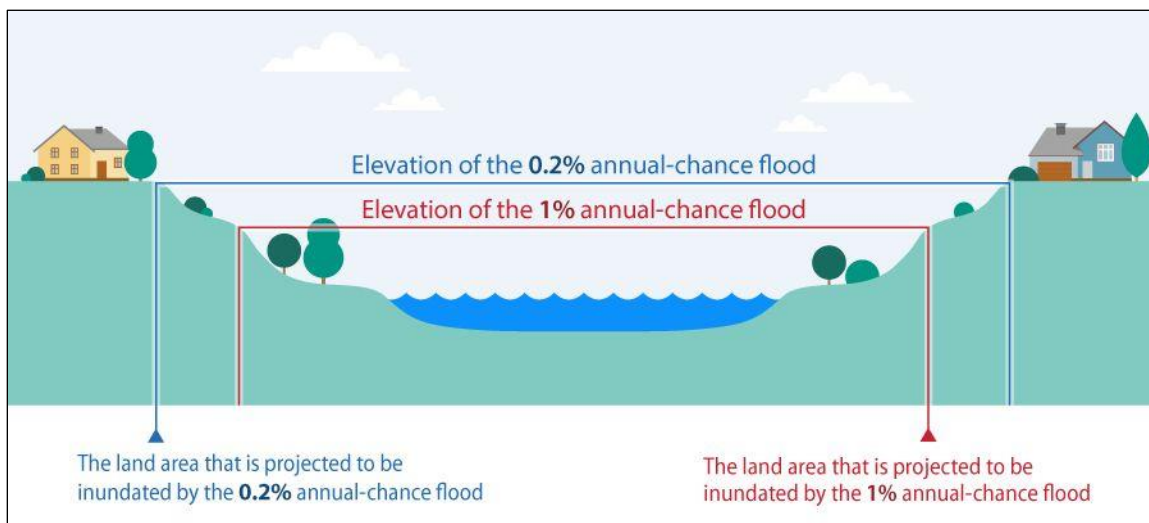 Elevation of the 0.2% annual-chance flood
Elevation of the 1% annual-chance flood
The land area that is projected to be
inundated by the 0.2% annual-chance flood
The land area that is projected to be
inundated by the 1% annual-chance flood